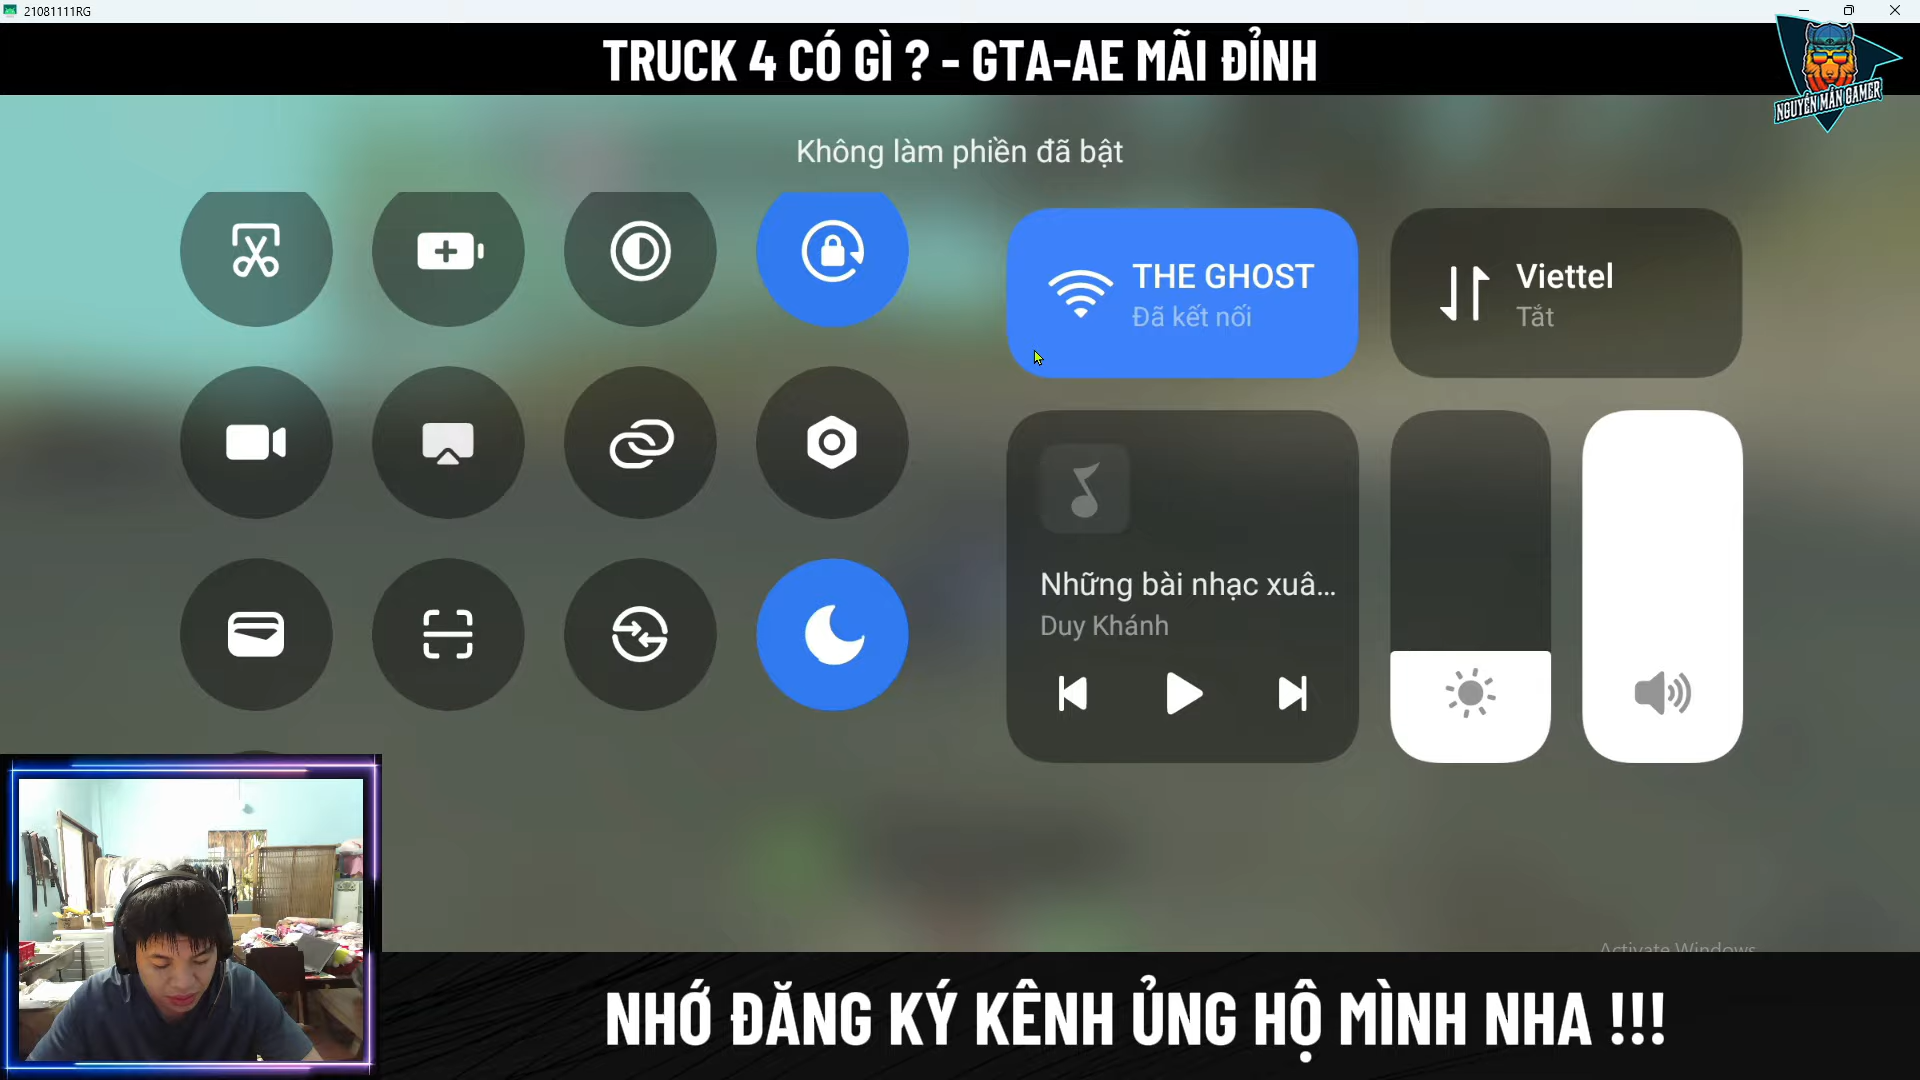 21081111RG
TRUCK 4 CÓ GÌ ? - GTA-AE MÃI ĐỈNH
NGUYỄN MẪN GAMER
Không làm phiền đã bật
THE GHOST
Đã kết nối
Viettel
Tắt
Những bài nhạc xuâ...
Duy Khánh
Activate Windows
NHỚ ĐĂNG KÝ KÊNH ỦNG HỘ MÌNH NHA !!!